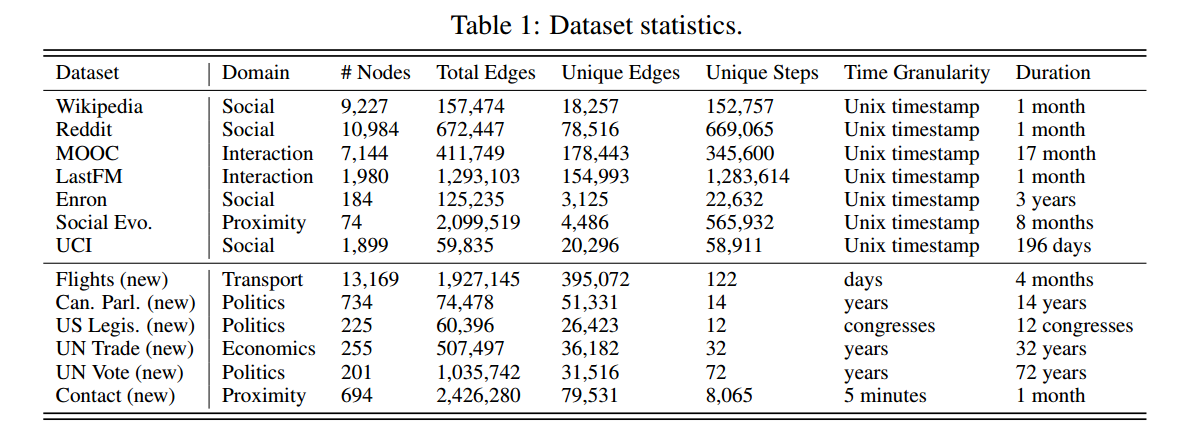 Table 1: Dataset statistics.
Dataset Domain # Nodes Total Edges Unique Edges Unique Steps Time Granularity Duration
Wikipedia Social 9,227 157,474 18,257 152,757 Unix timestamp 1 month
Reddit Social 10,984 672,447 78,516 669,065 Unix timestamp 1 month
MOOC Interaction 7,144 411,749 178,443 345,600 Unix timestamp 17 month
LastFM Interaction 1,980 1,293,103 154,993 1,283,614 Unix timestamp 1 month
Enron Social 184 125,235 3,125 22,632 Unix timestamp 3 years
Social Evo. Proximity 74 2,099,519 4,486 565,932 Unix timestamp 8 months
UCI Social 1,899 59,835 20,296 58,911 Unix timestamp 196 days
Flights (new) Transport 13,169 1,927,145 395,072 122 days 4 months
Can. Parl. (new) Politics 734 74,478 51,331 14 years 14 years
US Legis. (new) Politics 225 60,396 26,423 12 congresses 12 congresses
UN Trade (new) Economics 255 507,497 36,182 32 years 32 years
UN Vote (new) Politics 201 1,035,742 31,516 72 years 72 years
Contact (new) Proximity 694 2,426,280 79,531 8,065 5 minutes 1 month